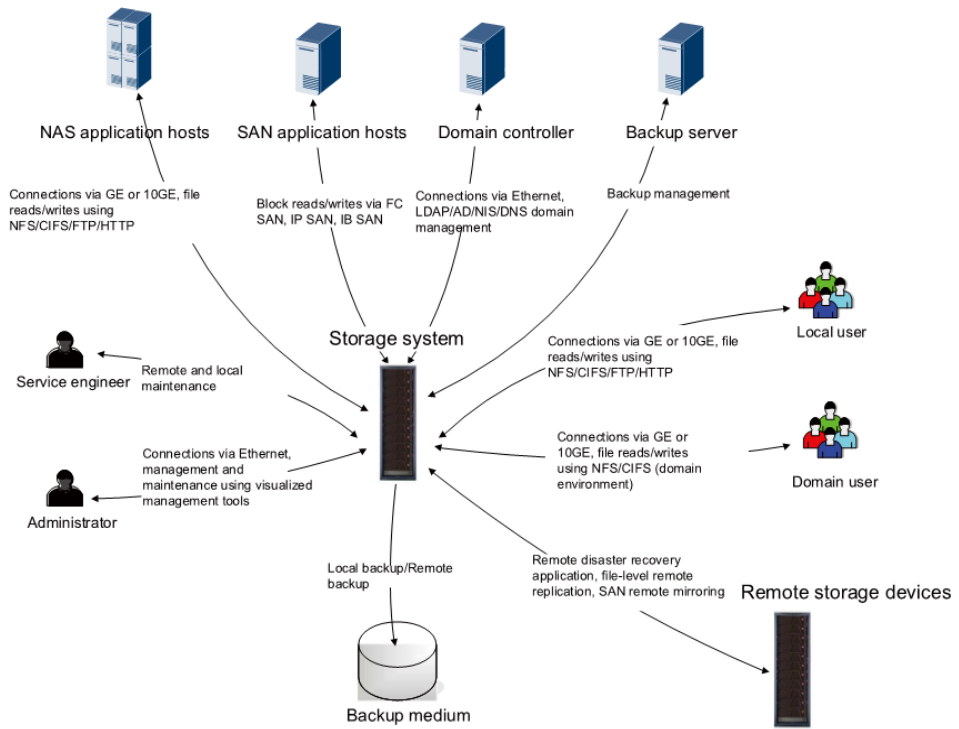 NAS application hosts
SAN application hosts
Domain controller
Backup server
Connections via GE or 10GE, file
reads/writes using
NFS/CIFS/FTP/HTTP
Block reads/writes via FC
SAN, IP SAN, IB SAN
Connections via Ethernet,
LDAP/AD/NIS/DNS domain
management
Backup management
Storage system
Local user
Connections via GE or 10GE, file
reads/writes using
NFS/CIFS/FTP/HTTP
Service engineer
Remote and local
maintenance
Connections via GE or
10GE, file reads/writes
using NFS/CIFS (domain
environment)
Domain user
Connections via Ethernet,
management and
maintenance using visualized
management tools
Administrator
Local backup/Remote
backup
Remote disaster recovery
application, file-level remote
replication, SAN remote mirroring
Remote storage devices
Backup medium